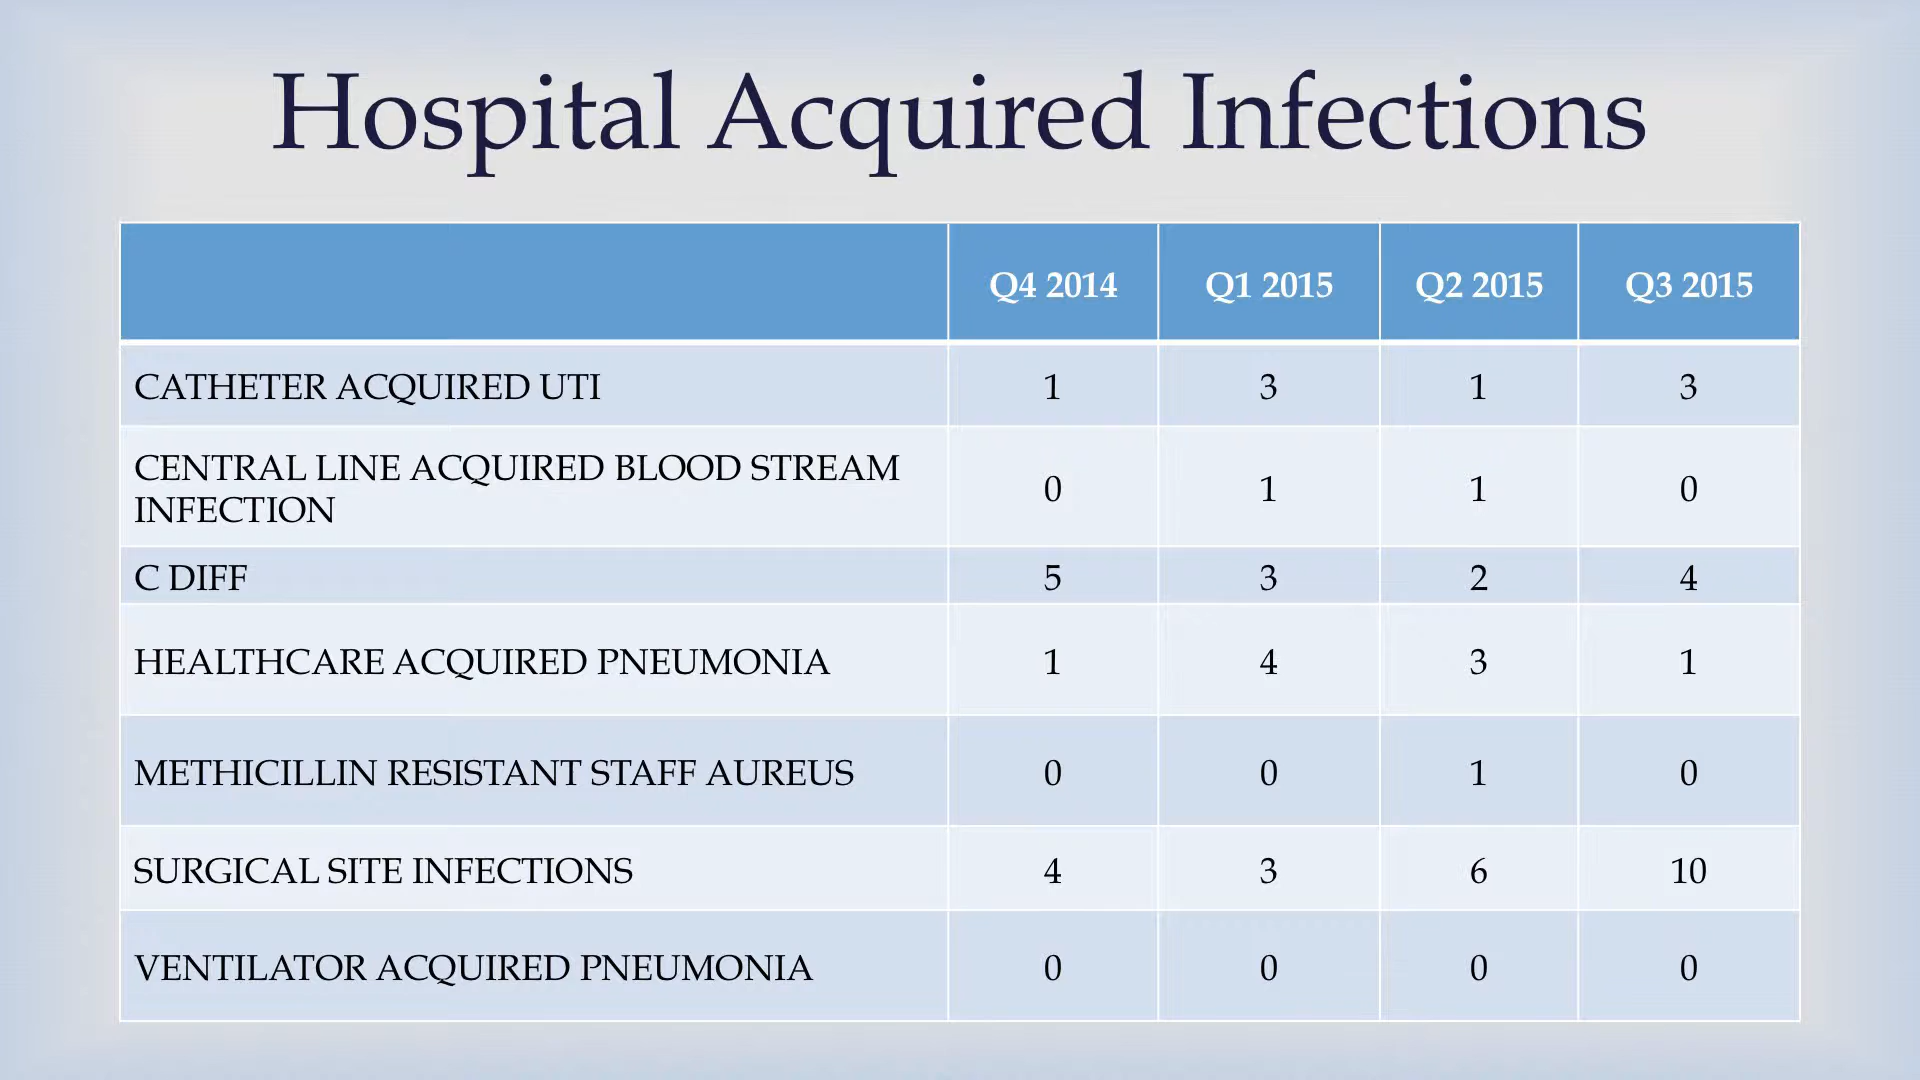 Hospital Acquired Infections
Q4 2014 Q1 2015 Q2 2015 Q3 2015
CATHETER ACQUIRED UTI 1 3 1 3
CENTRAL LINE ACQUIRED BLOOD STREAM
INFECTION 0 1 1 0
C DIFF 5 3 2 4
HEALTHCARE ACQUIRED PNEUMONIA 1 4 3 1
METHICILLIN RESISTANT STAFF AUREUS 0 0 1 0
SURGICAL SITE INFECTIONS 4 3 6 10
VENTILATOR ACQUIRED PNEUMONIA 0 0 0 0